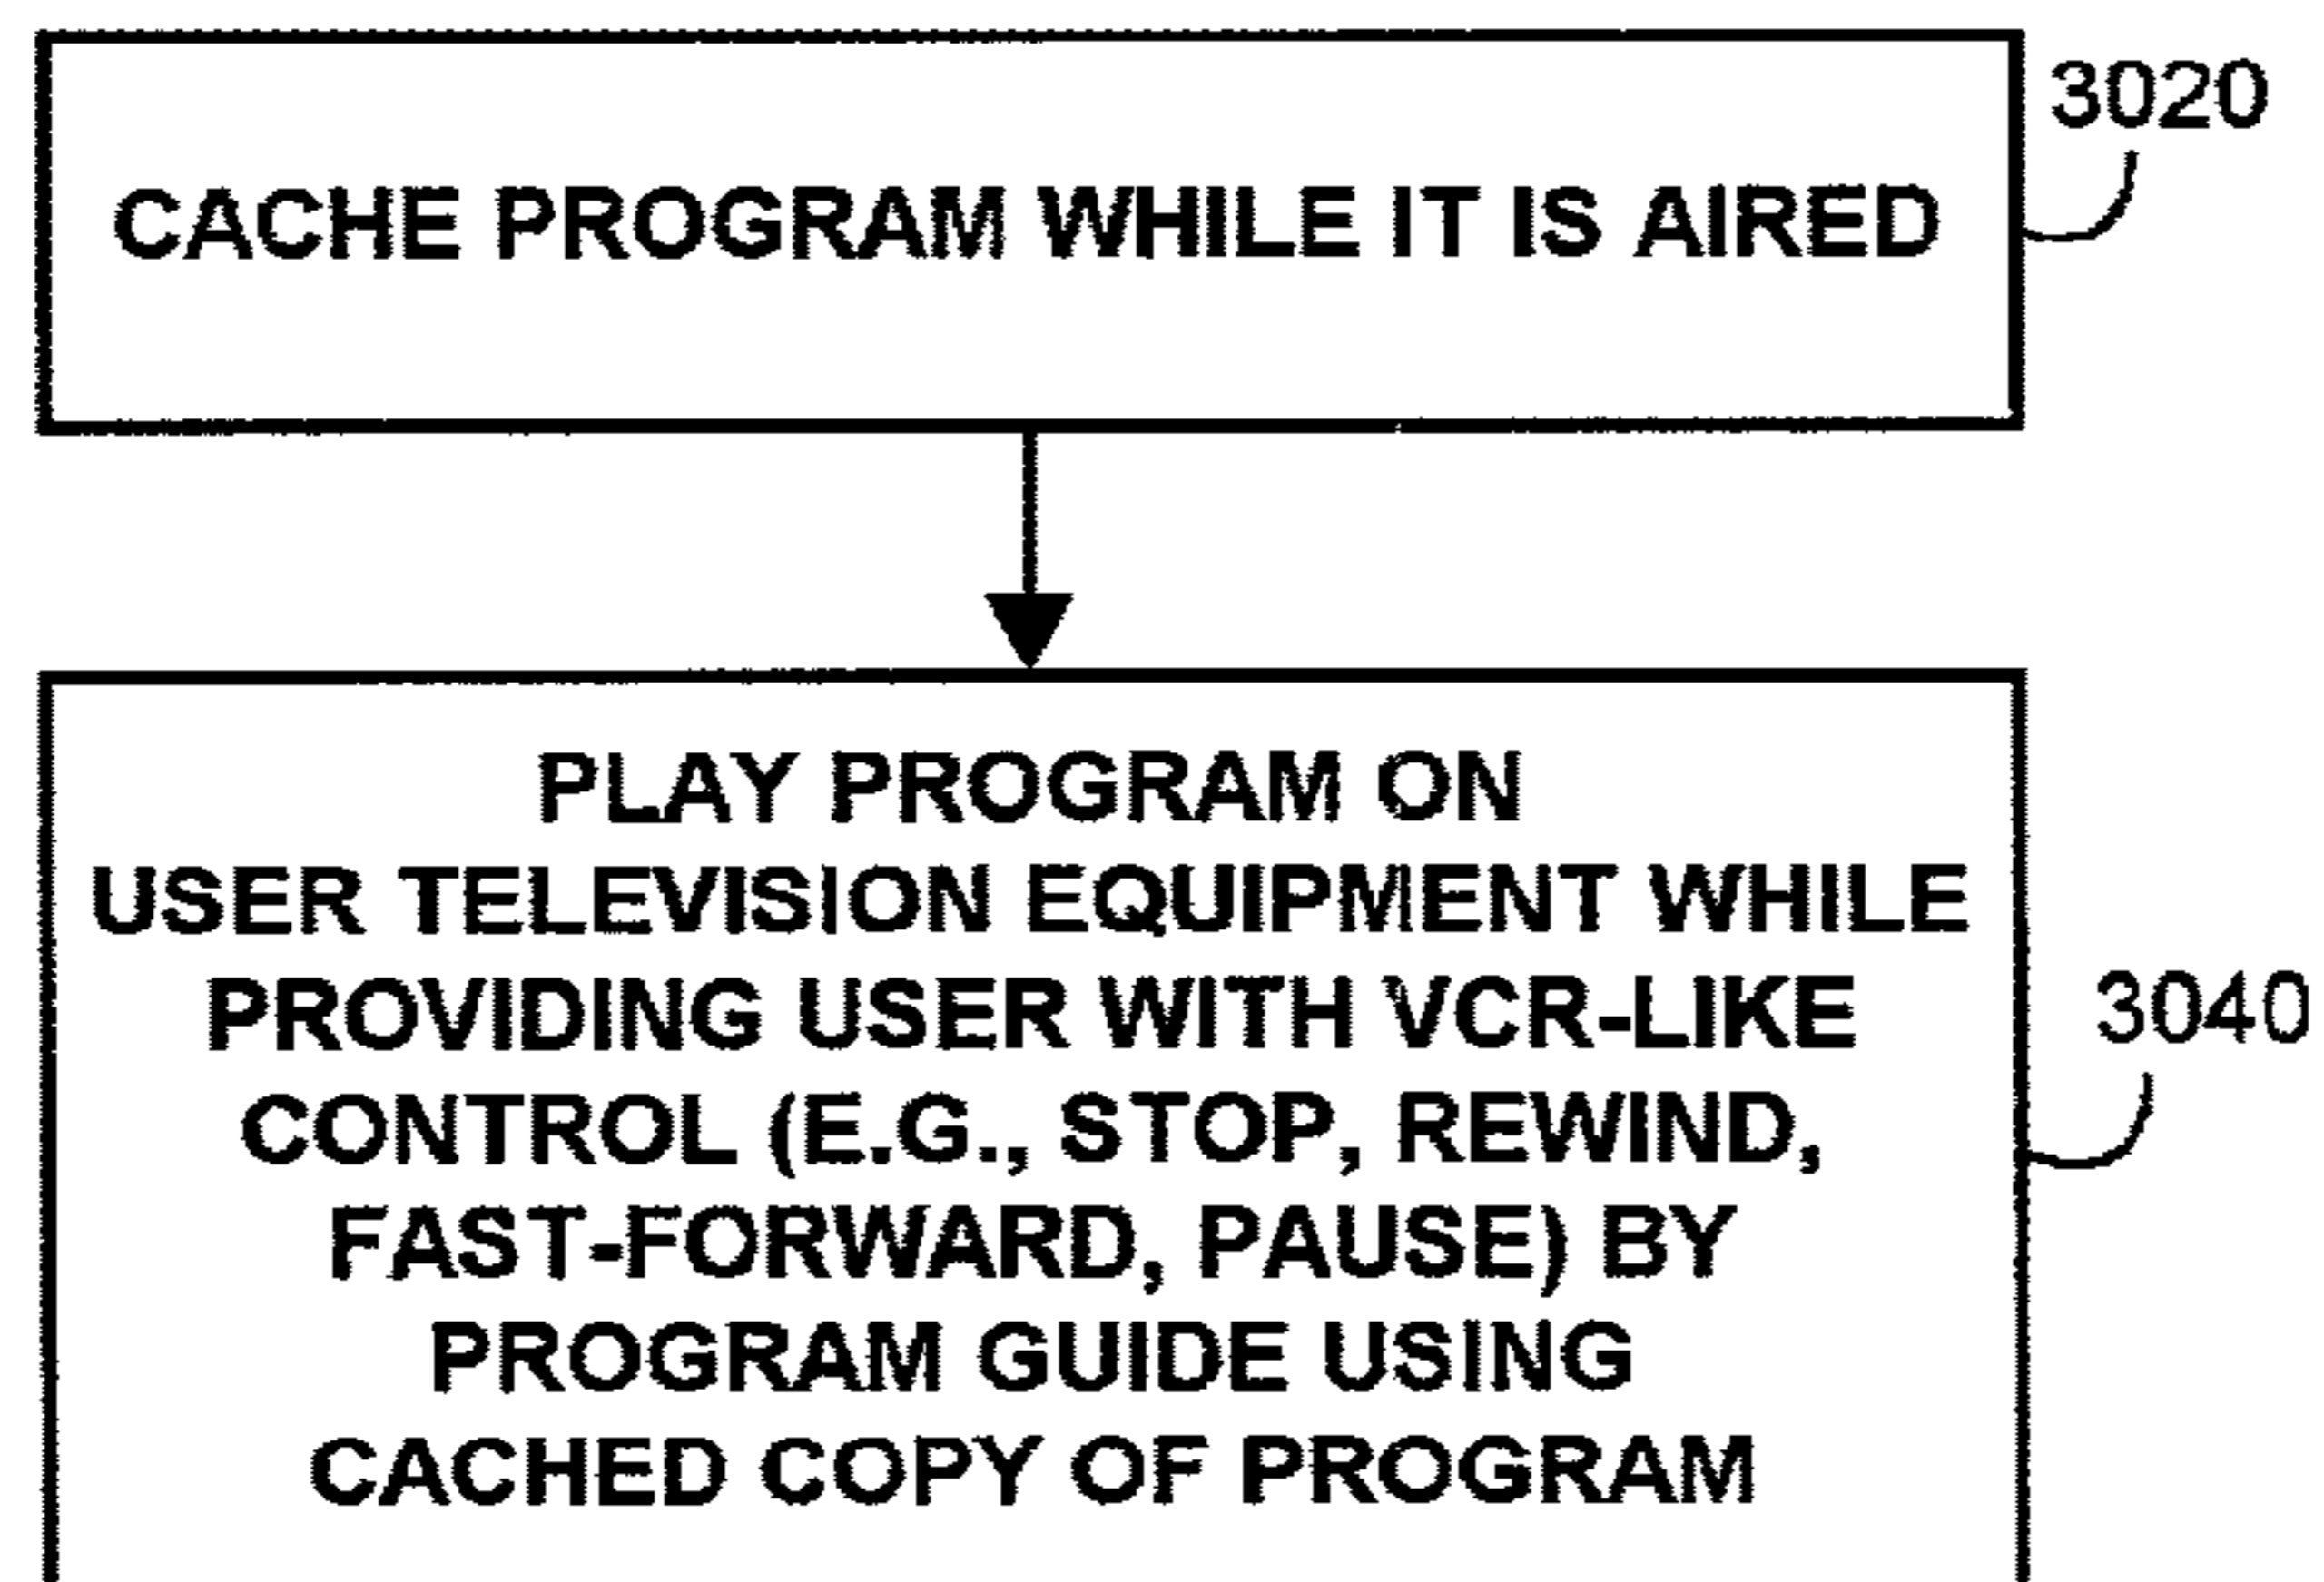 3020
CACHE PROGRAM WHILE IT IS AIRED
PLAY PROGRAM ON
USER TELEVISION EQUIPMENT WHILE
PROVIDING USER WITH VCR-LIKE
3040
CONTROL (E.G., STOP, REWIND,
FAST-FORWARD, PAUSE) BY
PROGRAM GUIDE USING
CACHED COPY OF PROGRAM